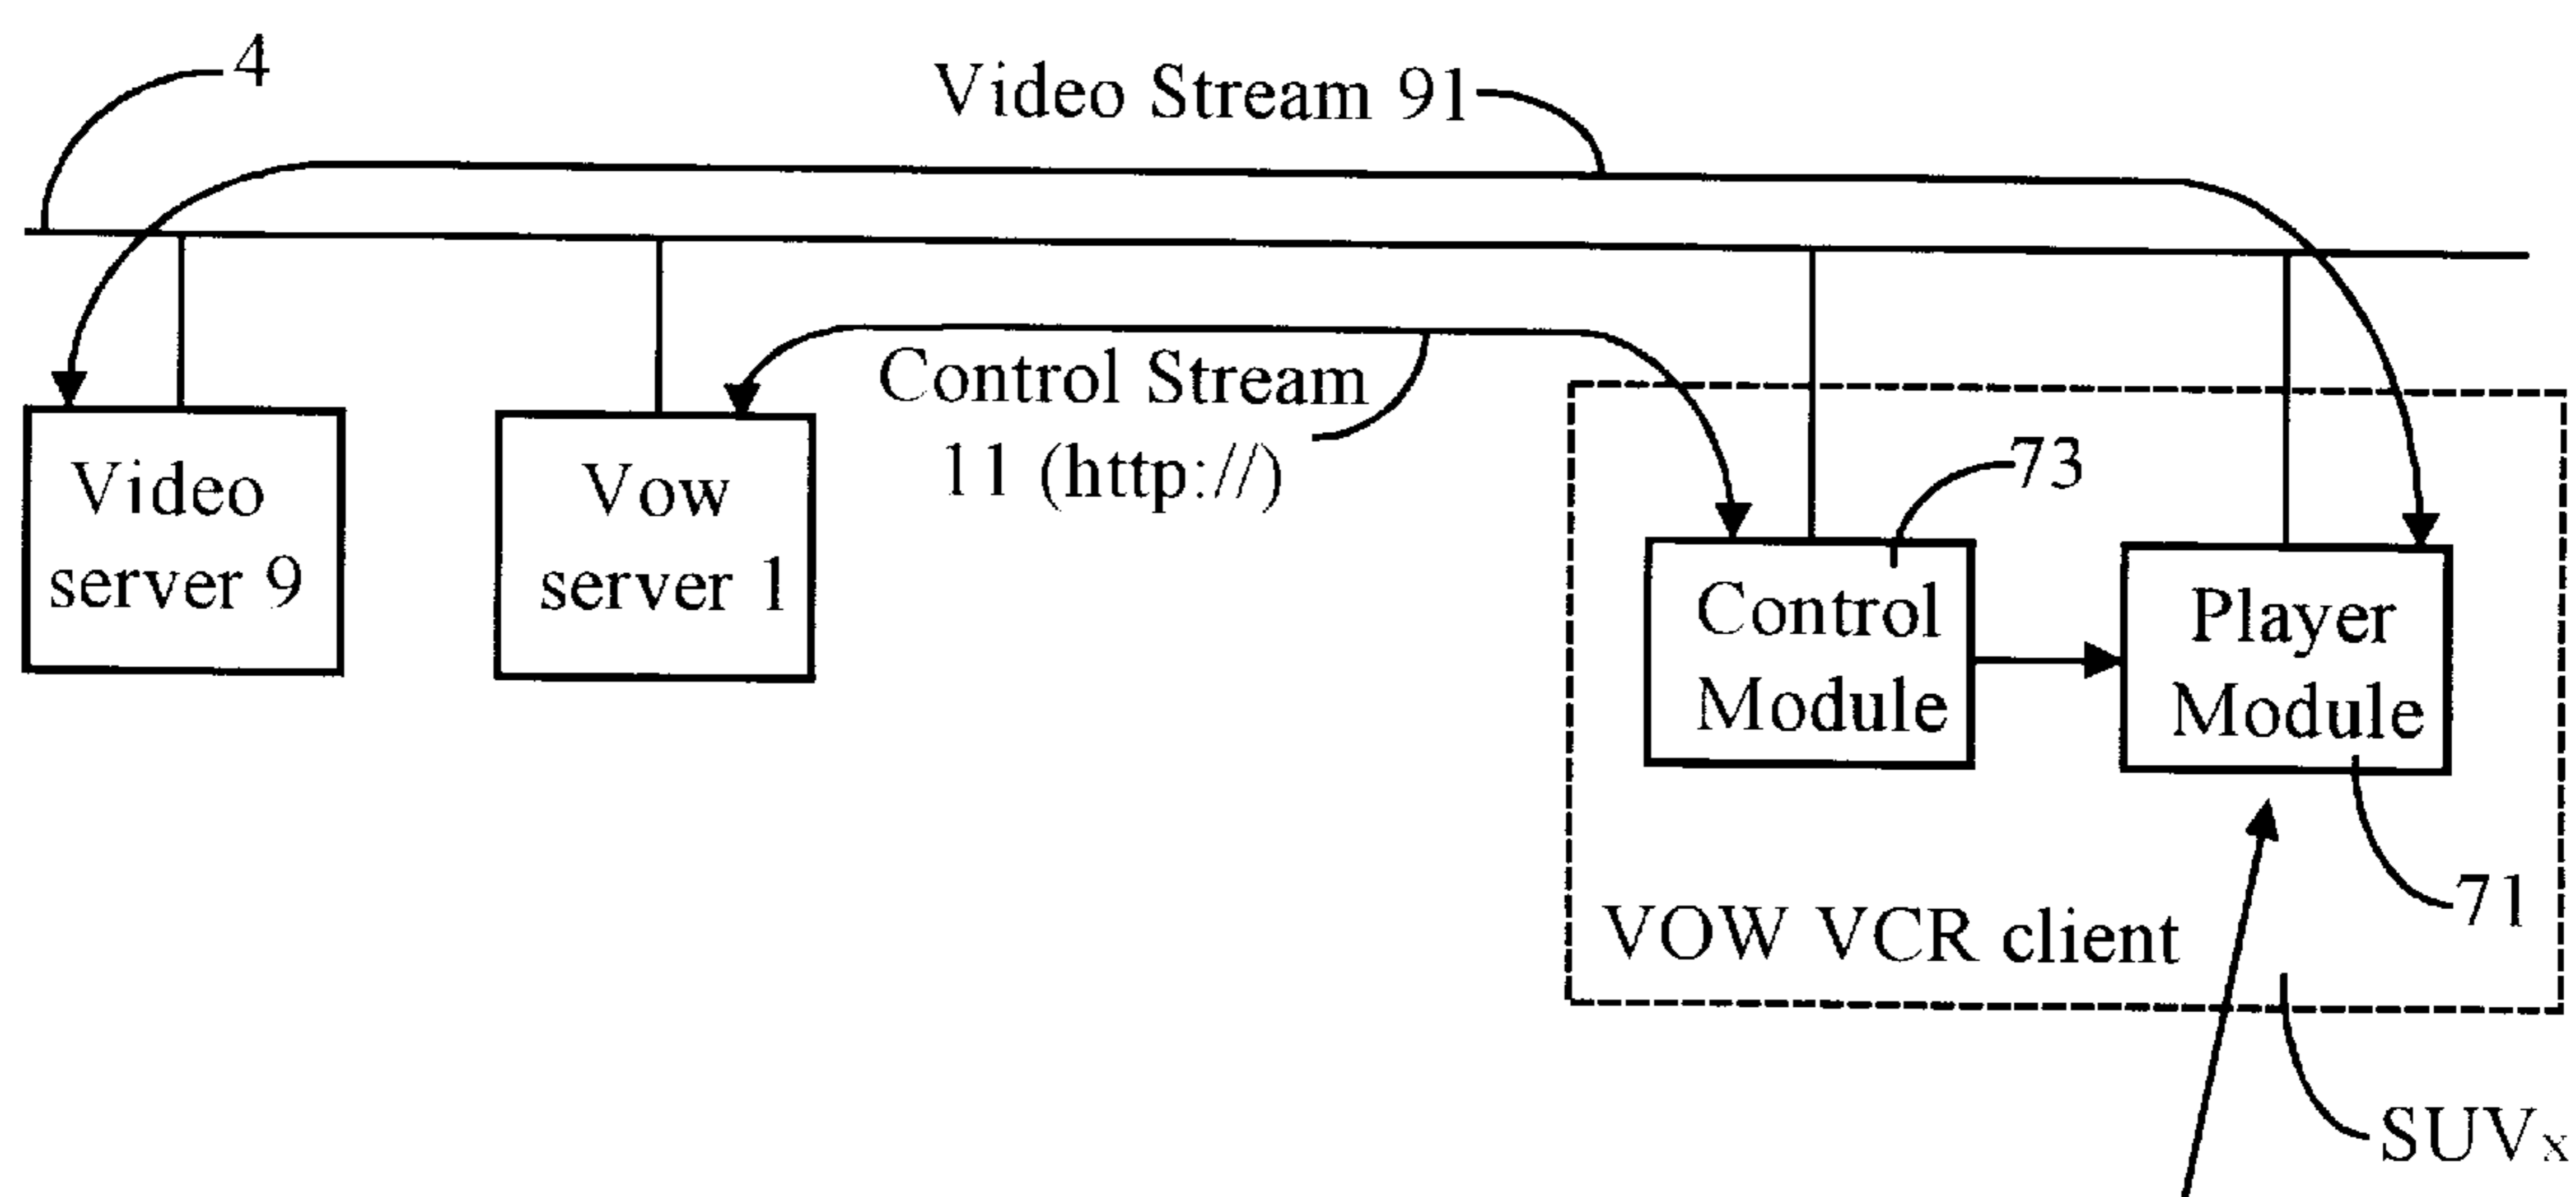 4
Video Stream 91
Control Stream
11 (http://)
Video
server 9
Vow
server 1
73
Control
Module
Player
Module
71
VOW VCR client
SUVx